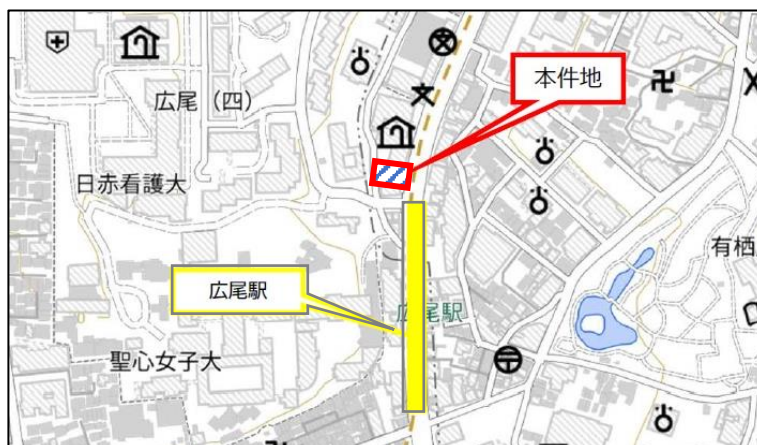 本件地
広尾（四）
日赤看護大
有栖
広尾駅
広尾駅
聖心女子大